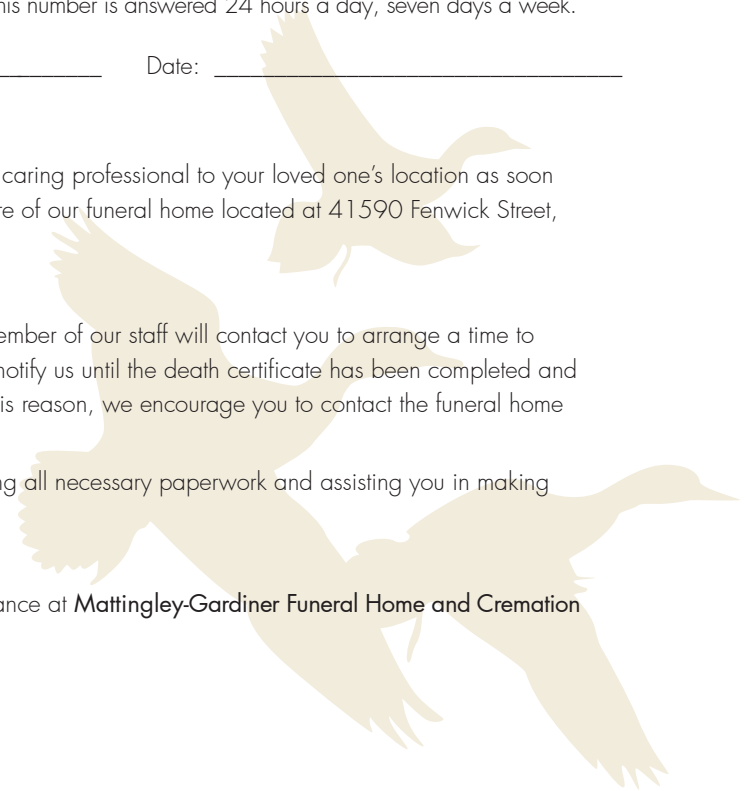 his number is answered 24 hours a day, seven days a week.
___________ Date: __________________________________
caring professional to your loved one’s location as soon
re of our funeral home located at 41590 Fenwick Street,
ember of our staff will contact you to arrange a time to
notify us until the death certificate has been completed and
is reason, we encourage you to contact the funeral home
ng all necessary paperwork and assisting you in making
ance at Mattingley-Gardiner Funeral Home and Cremation